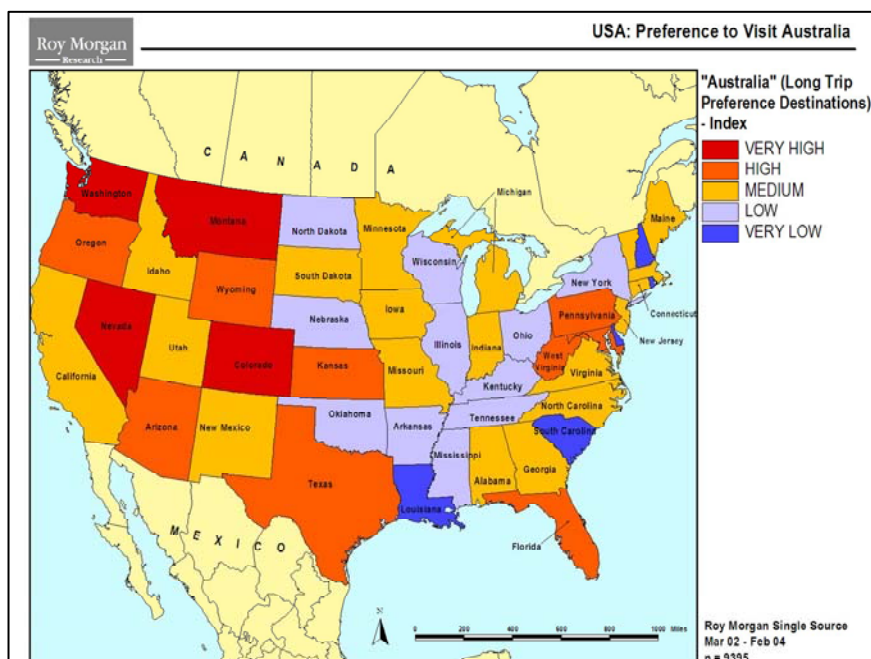 Roy Morgan
Research
USA: Preference to Visit Australia
"Australia" (Long Trip
Preference Destinations)
- Index
VERY HIGH
HIGH
MEDIUM
LOW
VERY LOW
CANADA
Michigan
Washington
Montana
North Dakota
Minnesota
Maine
Oregon
Idaho
Wyoming
South Dakota
Wisconsin
New York
Connecticut
New Jersey
Nevada
Utah
Colorado
Nebraska
Iowa
Illinois
Indiana
Ohio
Pennsylvania
West
Virginia
Virginia
California
Kansas
Missouri
Kentucky
North Carolina
Tennessee
South Carolina
Arizona
New Mexico
Oklahoma
Arkansas
Mississippi
Alabama
Georgia
Texas
Louisiana
Florida
MEXICO
N
0 200 400 600 800 1000 Miles
Roy Morgan Single Source
Mar 02 - Feb 04
n = 9395